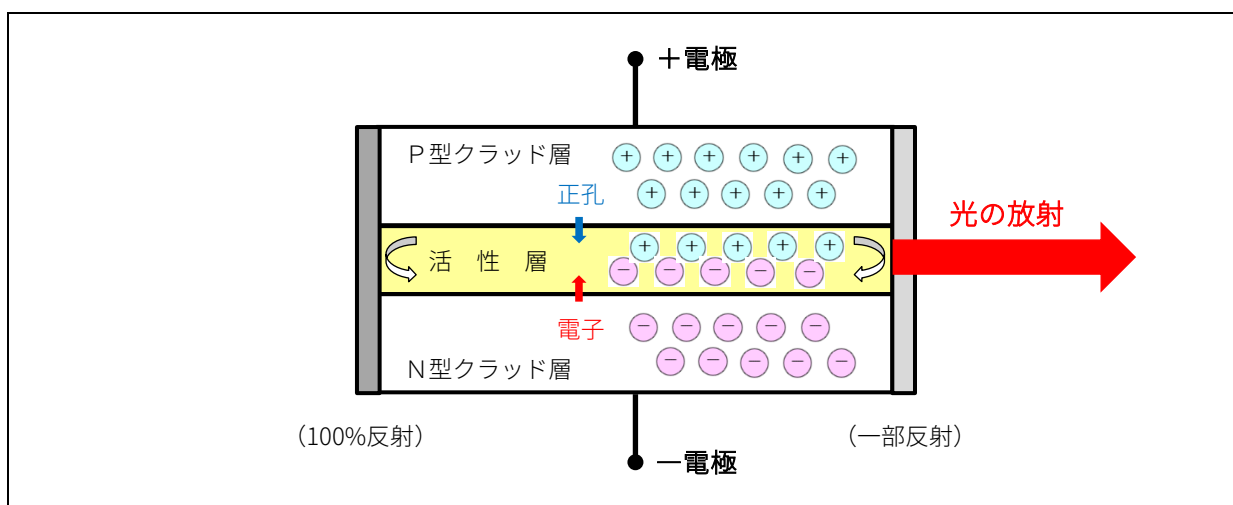 ＋電極
Ｐ型クラッド層
正孔
光の放射
活 性 層
電子
Ｎ型クラッド層
（100%反射）
（一部反射）
－電極